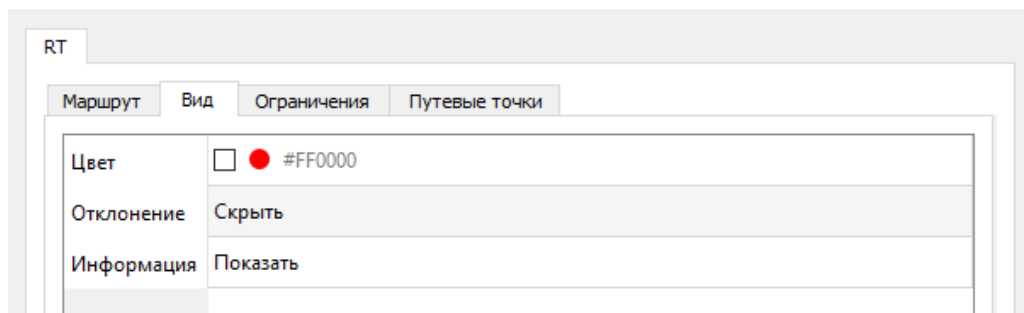 RT
Маршрут Вид Ограничения Путевые точки
Цвет #FF0000
Отклонение Скрыть
Информация Показать